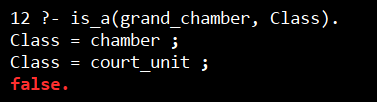 12 ?- is_a(grand_chamber, Class).
Class = chamber ;
Class = court_unit ;
false.